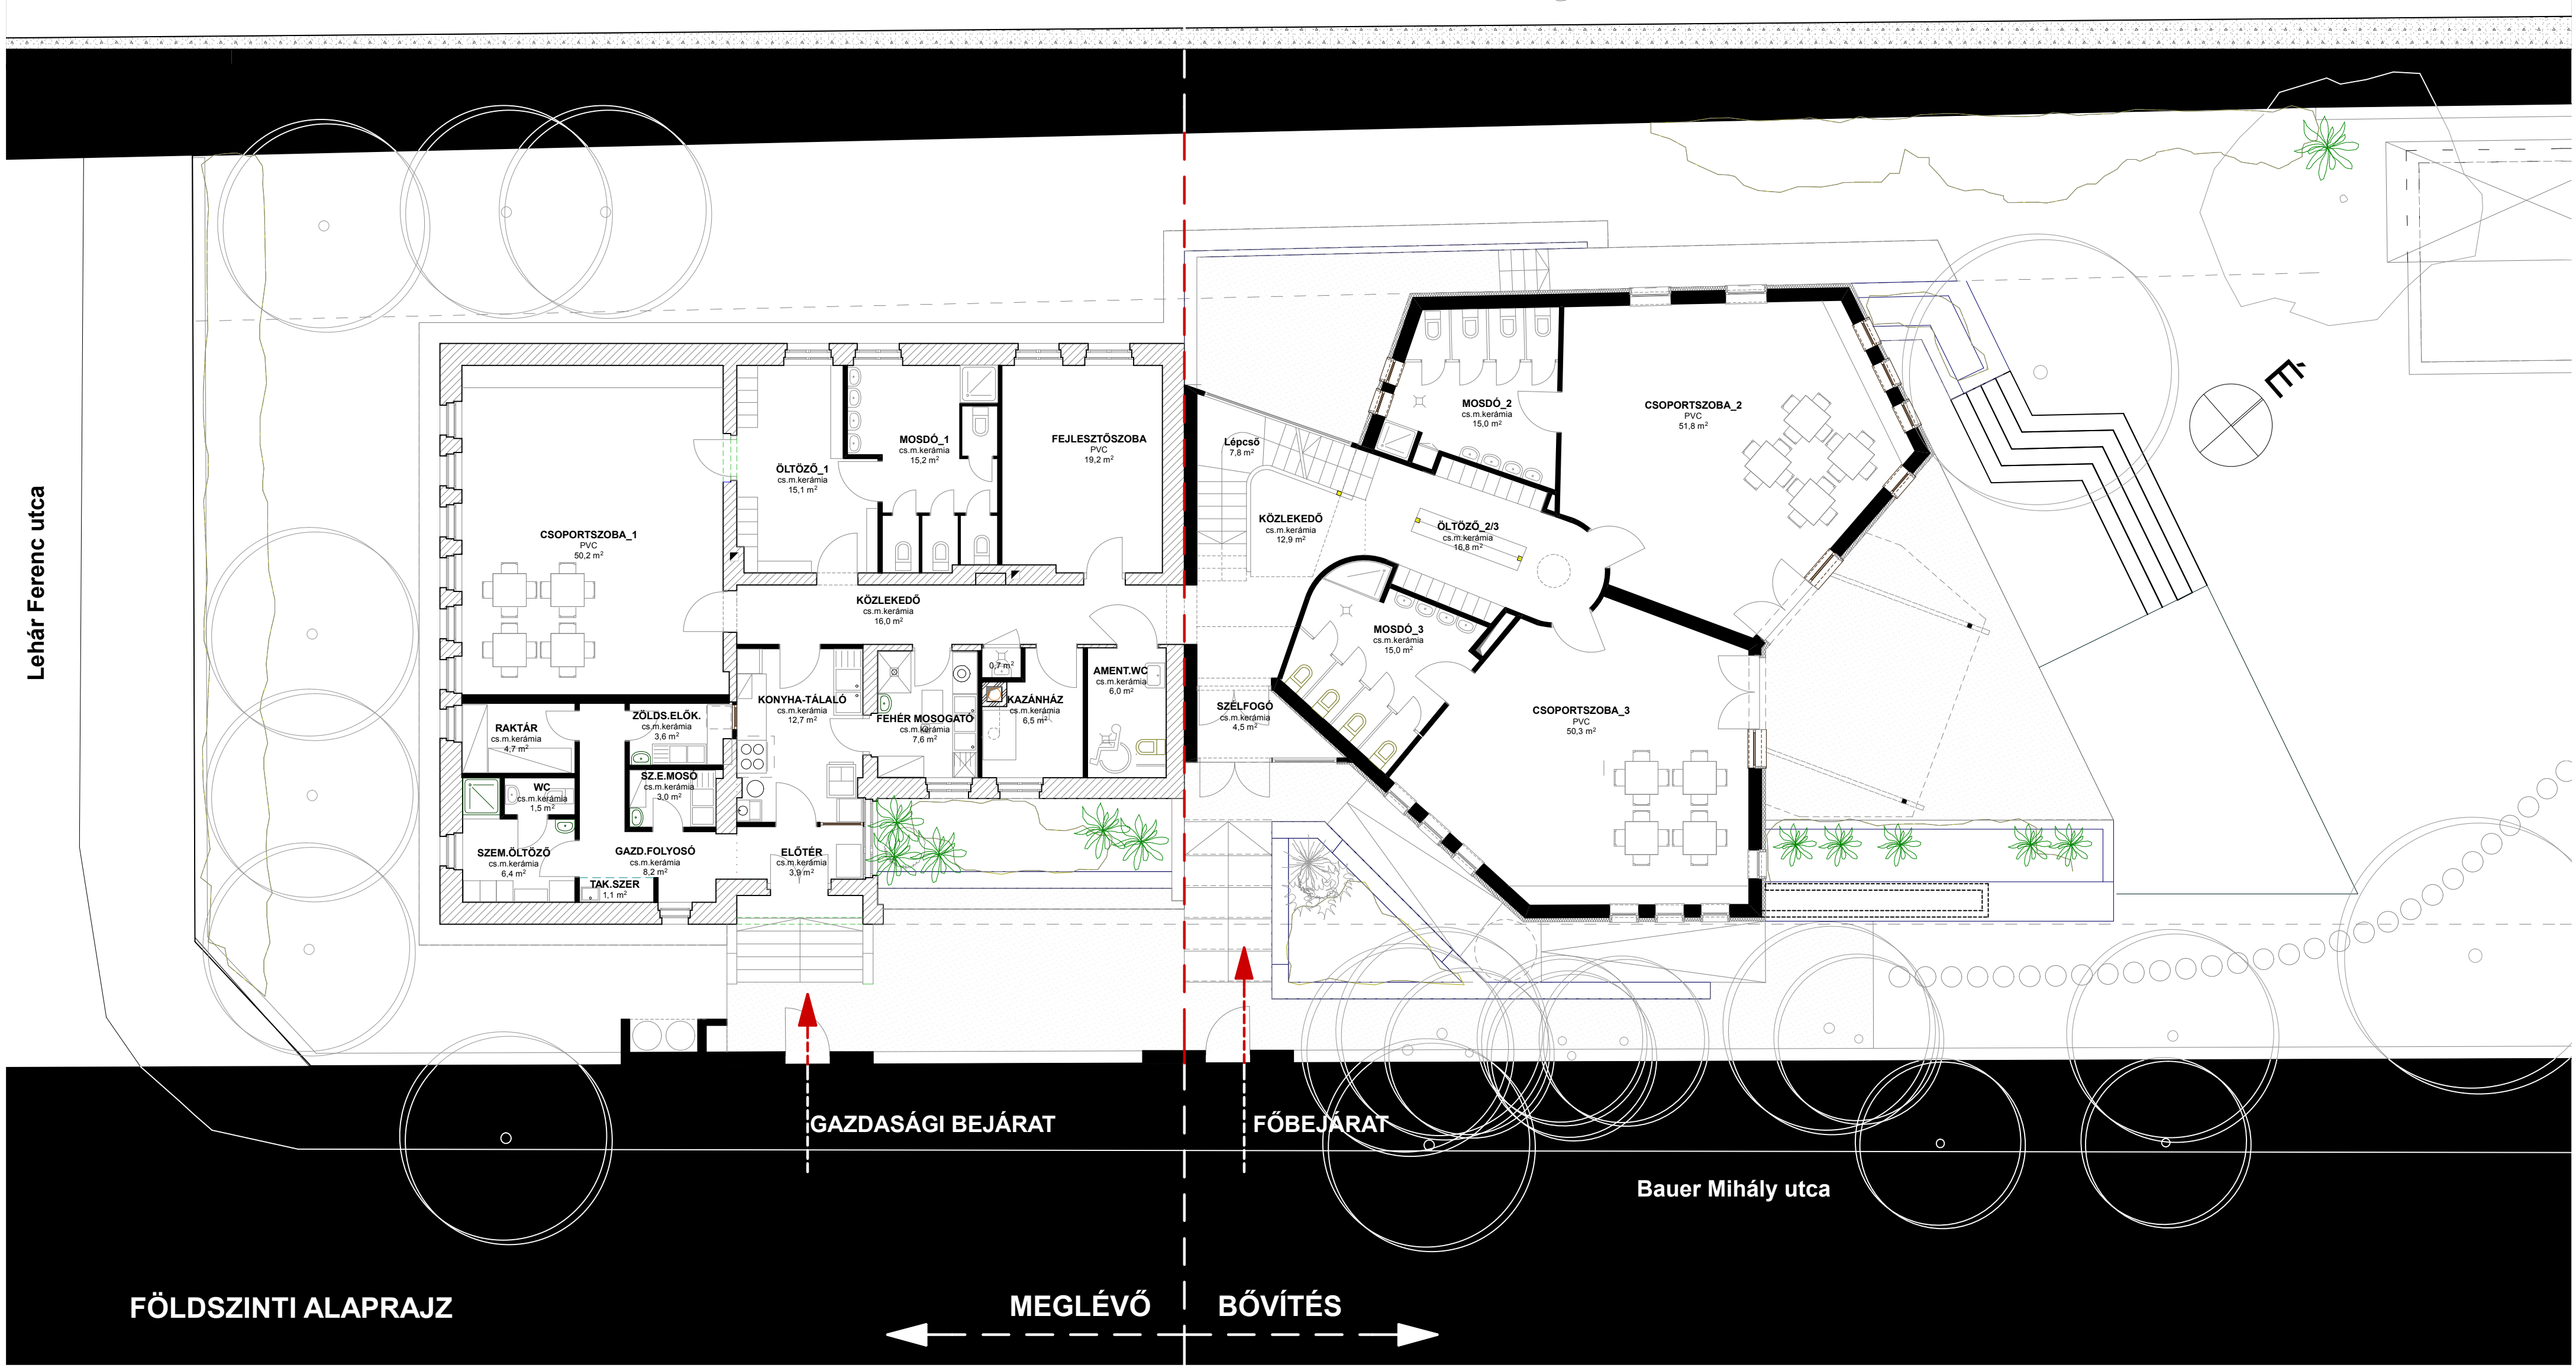 Lehár Ferenc utca
CSOPORTSZOBA_1
PVC
50,2 m²
ÖLTÖZŐ_1
cs.m.kerámia
15,1 m²
MOSDÓ_1
cs.m.kerámia
15,2 m²
FEJLESZTŐSZOBA
PVC
19,2 m²
KÖZLEKEDŐ
cs.m.kerámia
16,0 m²
RAKTÁR
cs.m.kerámia
4,7 m²
ZÖLDS.ELŐK.
cs.m.kerámia
3,6 m²
KONYHA-TÁLALÓ
cs.m.kerámia
12,7 m²
FEHÉR MOSOGATÓ
cs.m.kerámia
7,6 m²
0,7 m²
KAZÁNHÁZ
cs.m.kerámia
6,5 m²
AMENT.WC
cs.m.kerámia
6,0 m²
WC
cs.m.kerámia
1,5 m²
SZ.E.MOSÓ
cs.m.kerámia
3,0 m²
SZEM.ÖLTÖZŐ
cs.m.kerámia
6,4 m²
GAZD.FOLYOSÓ
cs.m.kerámia
8,2 m²
TAK.SZER
1,1 m²
ELŐTÉR
cs.m.kerámia
3,9 m²
Lépcső
7,8 m²
KÖZLEKEDŐ
cs.m.kerámia
12,9 m²
SZÉLFOGÓ
cs.m.kerámia
4,5 m²
MOSDÓ_2
cs.m.kerámia
15,0 m²
CSOPORTSZOBA_2
PVC
51,8 m²
ÖLTÖZŐ_2/3
cs.m.kerámia
16,8 m²
MOSDÓ_3
cs.m.kerámia
15,0 m²
CSOPORTSZOBA_3
PVC
50,3 m²
É
GAZDASÁGI BEJÁRAT
FŐBEJÁRAT
Bauer Mihály utca
FÖLDSZINTI ALAPRAJZ
MEGLÉVŐ
BŐVÍTÉS